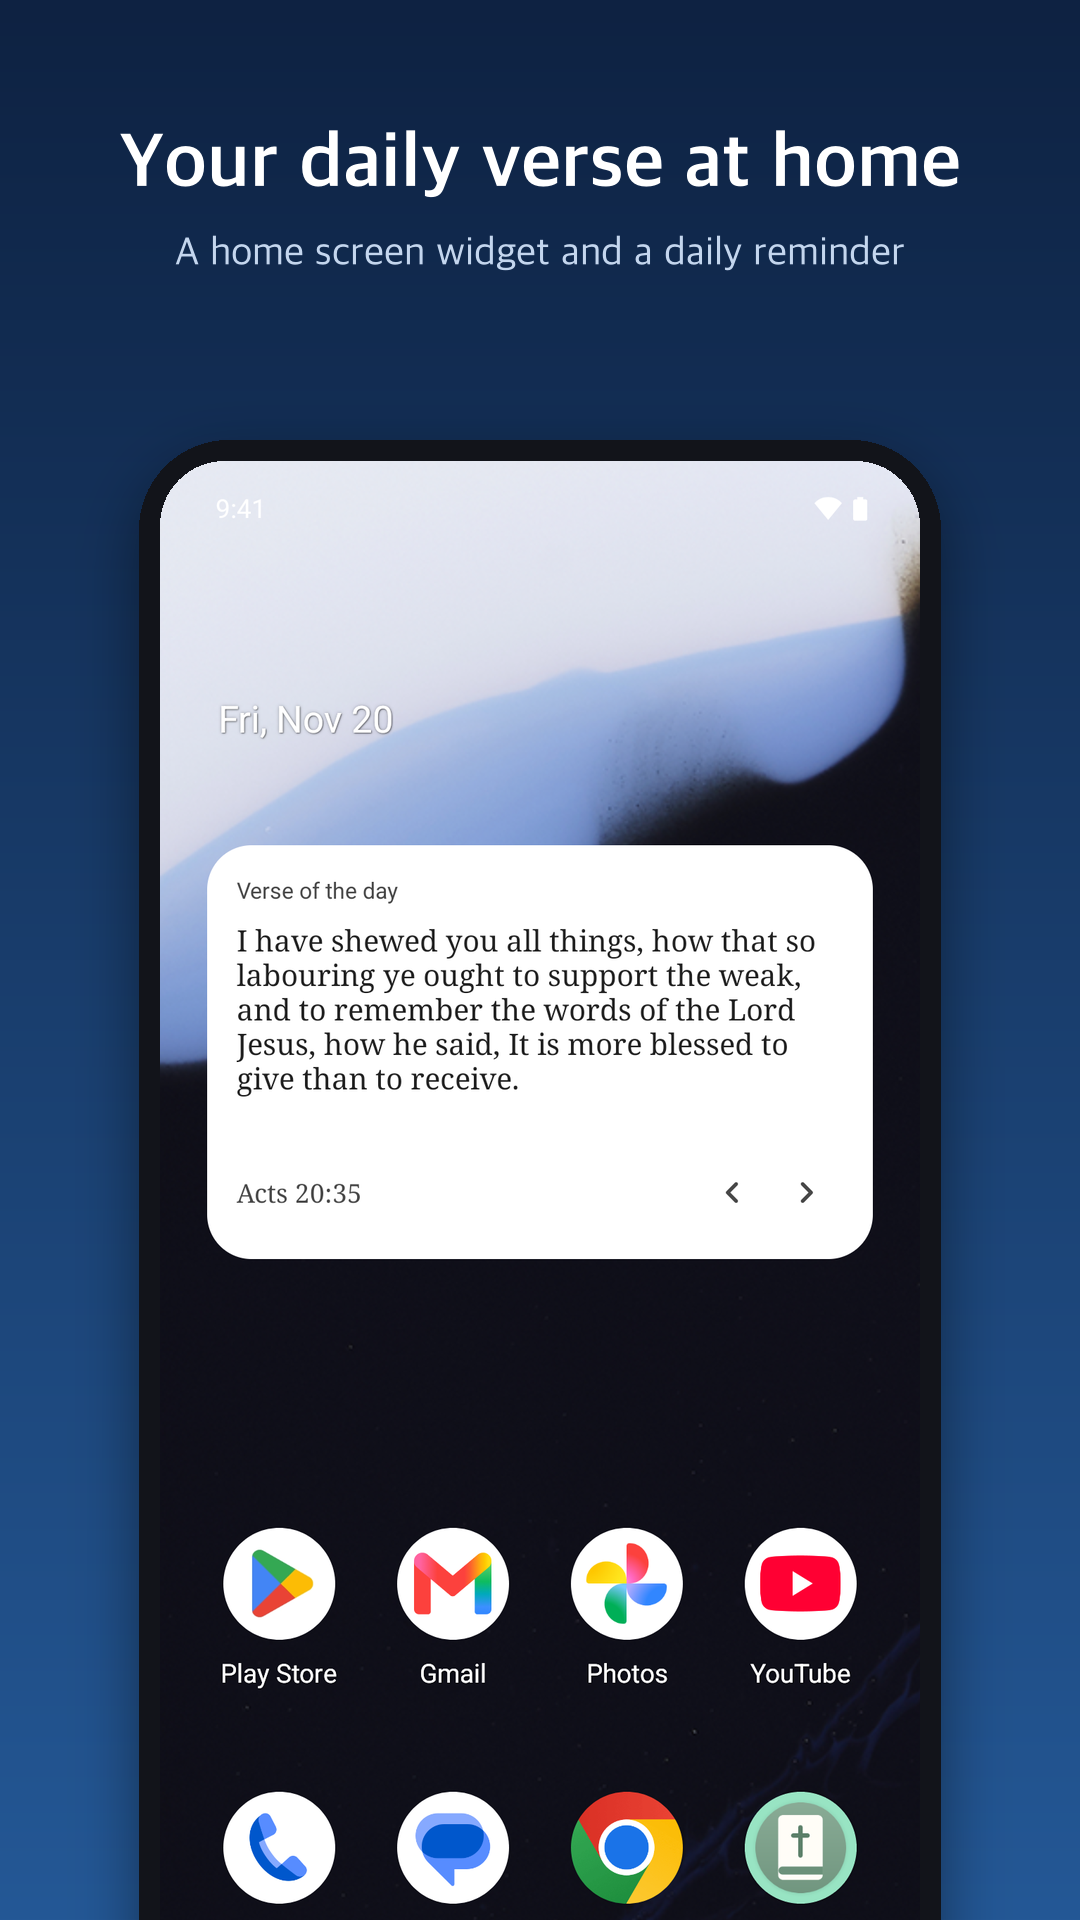 Your daily verse at home
A home screen widget and a daily reminder
9:41
Fri, Nov 20
Verse of the day
I have shewed you all things, how that so
labouring ye ought to support the weak,
and to remember the words of the Lord
Jesus, how he said, It is more blessed to
give than to receive.
Acts 20:35
Play Store
Gmail
Photos
YouTube